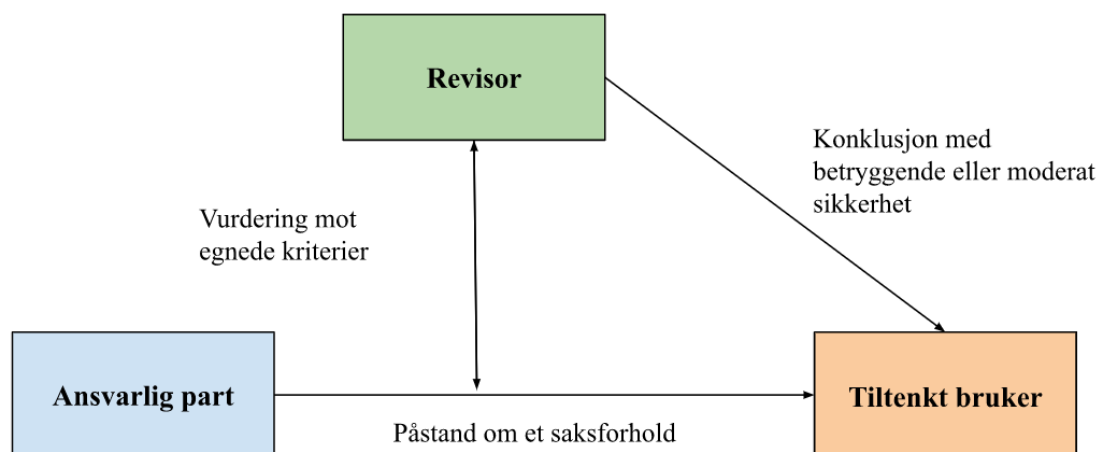 Revisor
Konklusjon med
betryggende eller moderat
sikkerhet
Vurdering mot
egnede kriterier
Ansvarlig part
Tiltenkt bruker
Påstand om et saksforhold